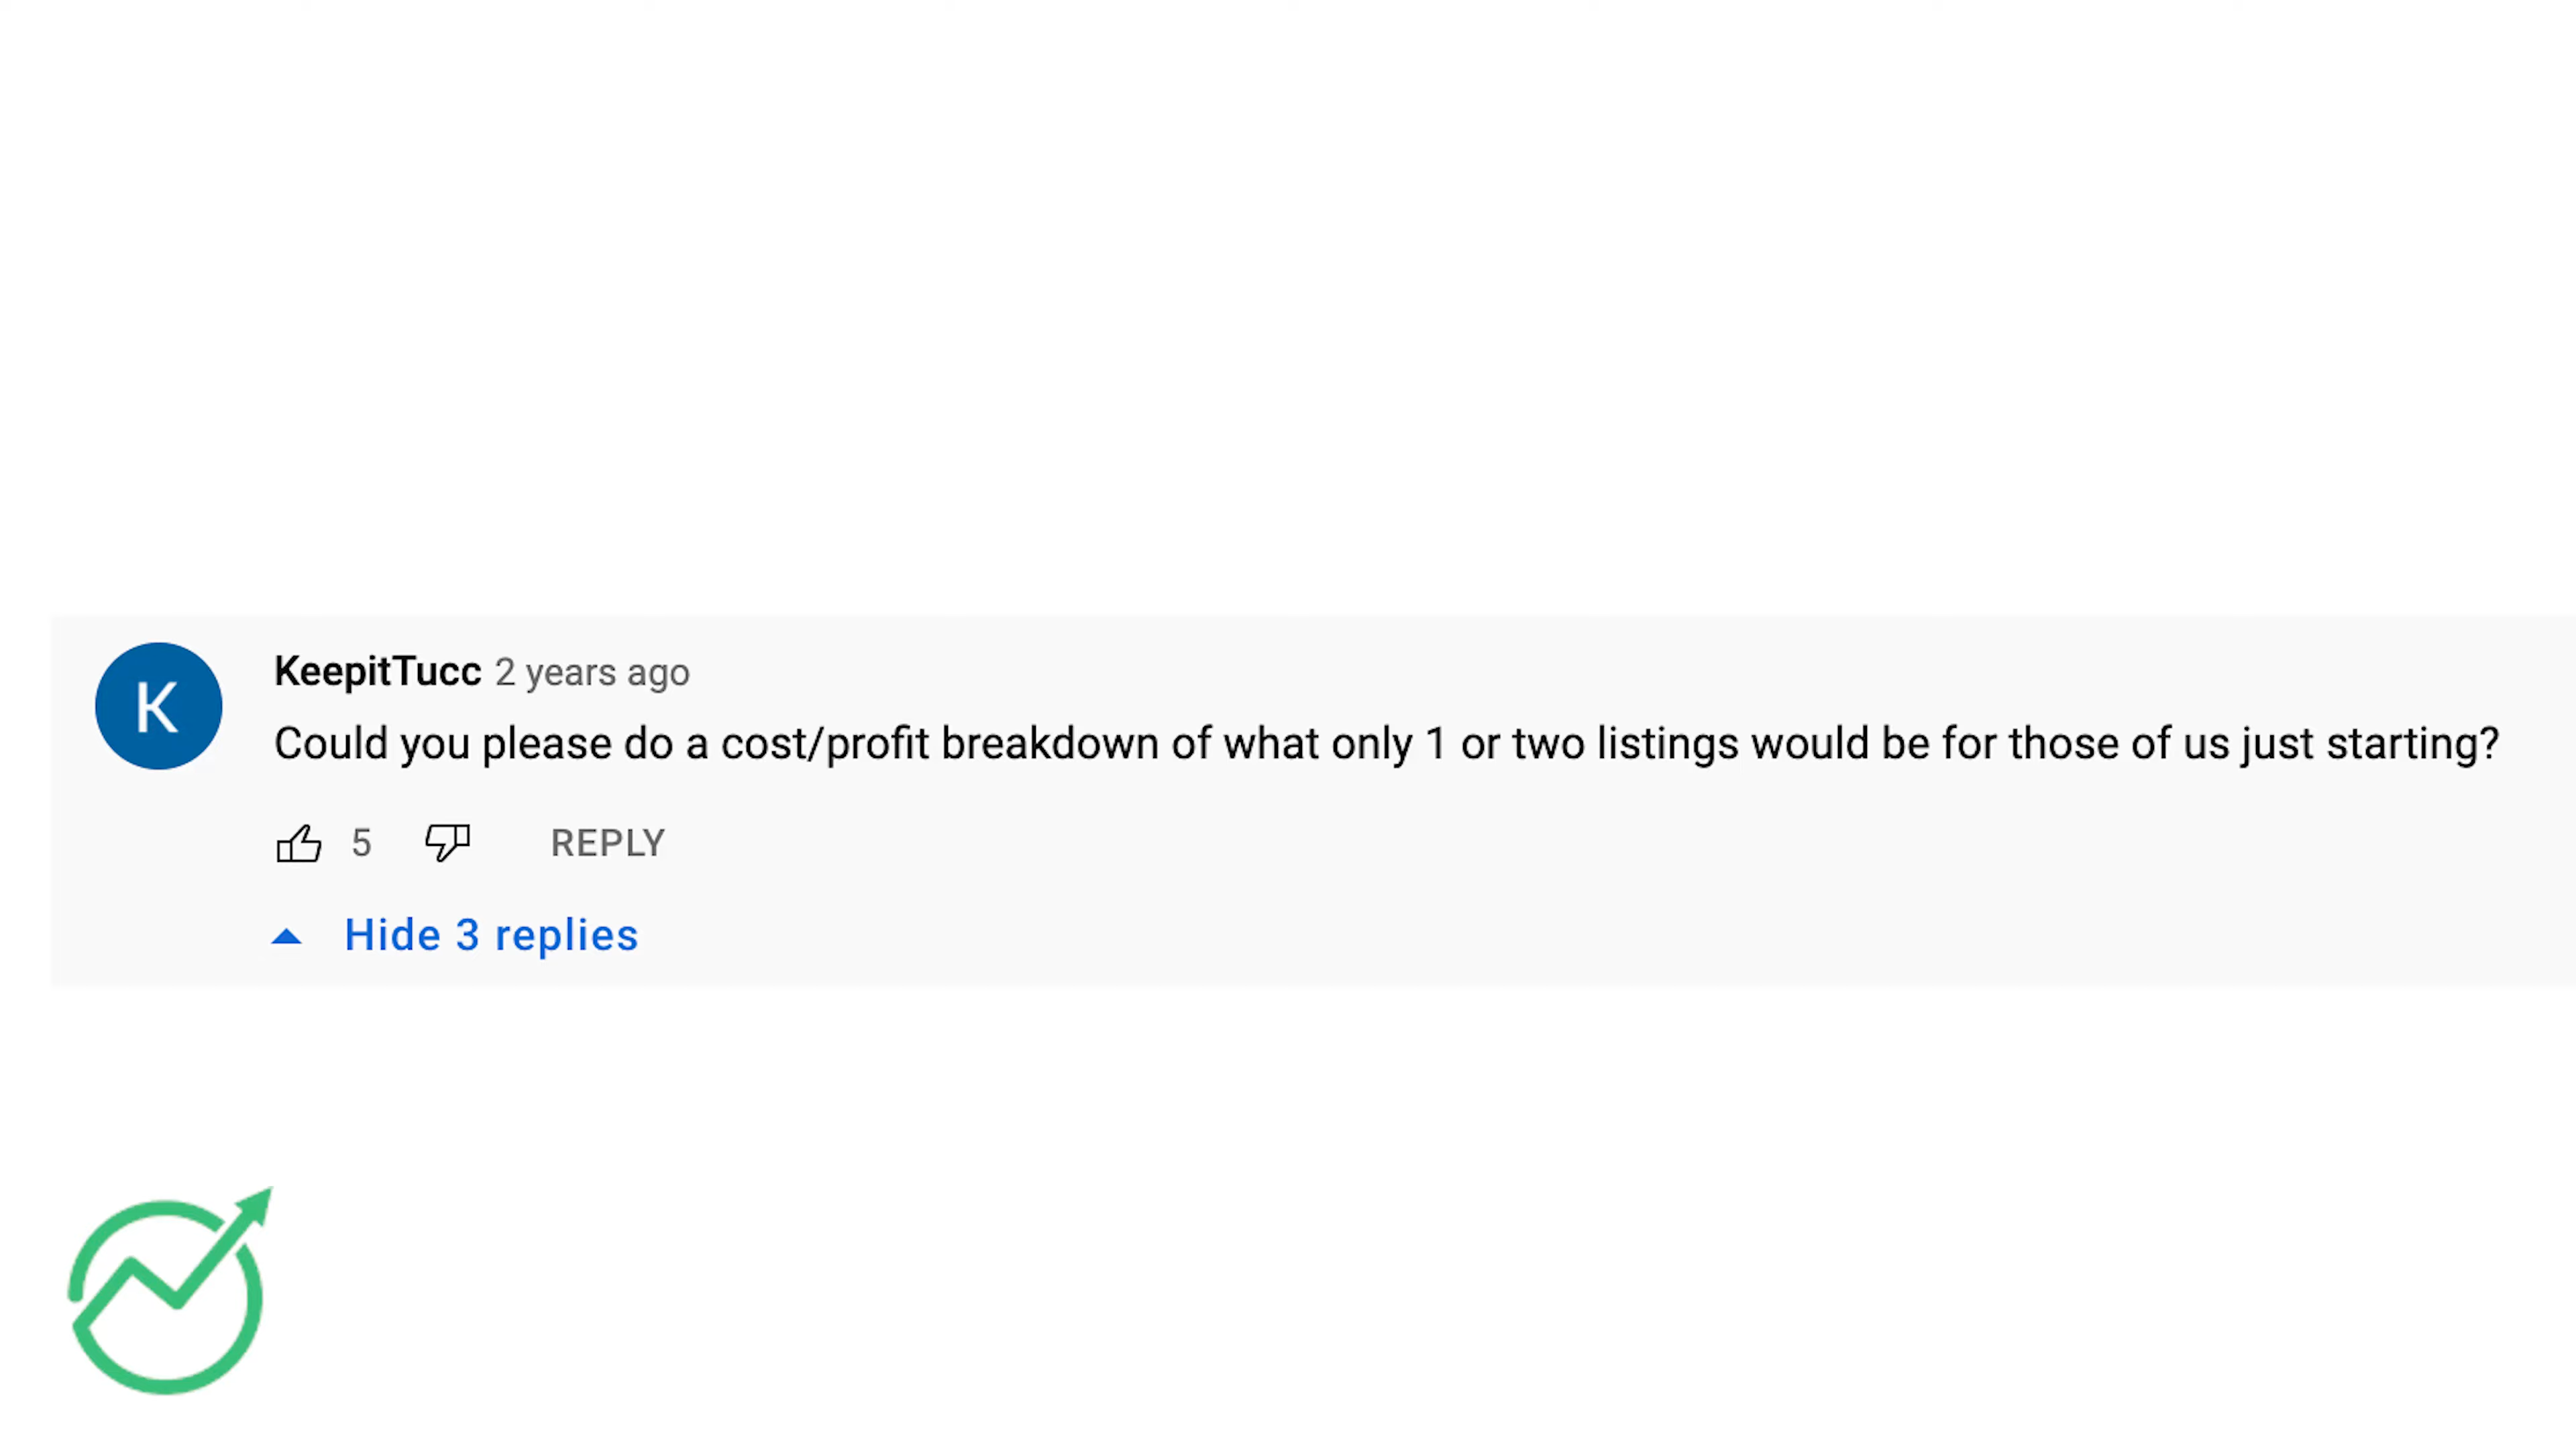 K
KeepitTucc 2 years ago
Could you please do a cost/profit breakdown of what only 1 or two listings would be for those of us just starting?
5 REPLY
Hide 3 replies